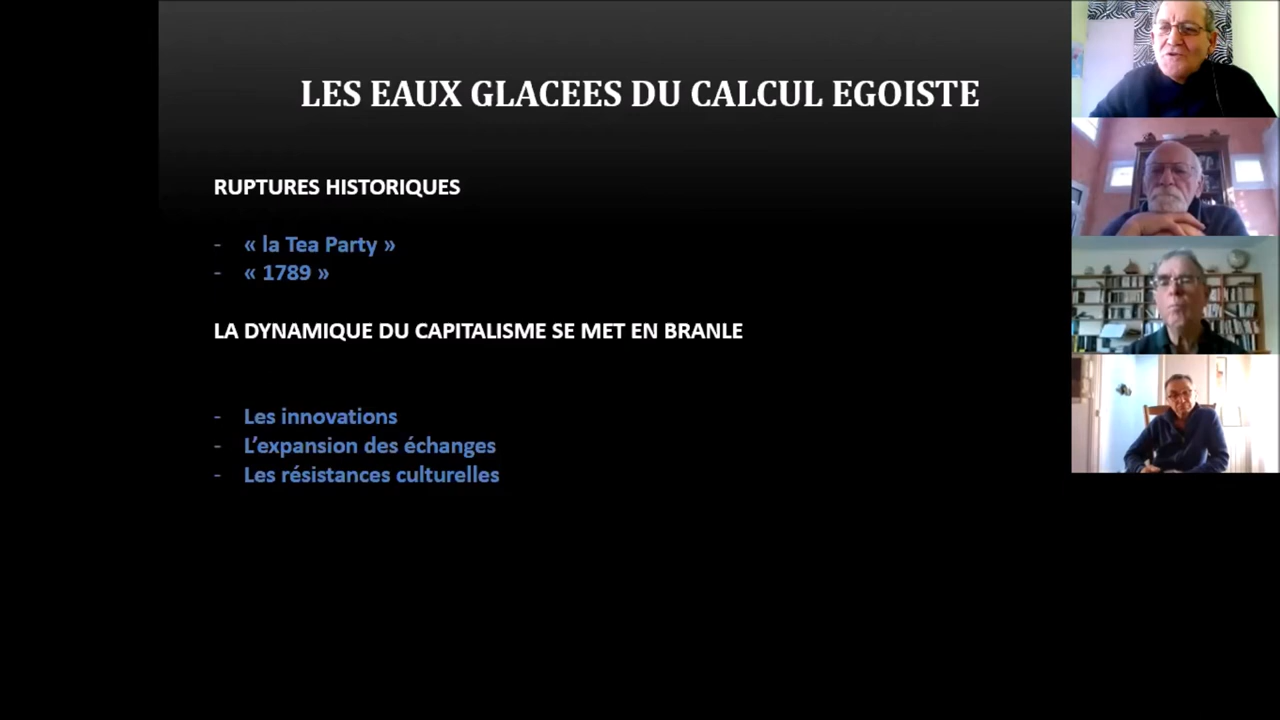 LES EAUX GLACEES DU CALCUL EGOISTE
RUPTURES HISTORIQUES
- « la Tea Party »
- « 1789 »
LA DYNAMIQUE DU CAPITALISME SE MET EN BRANLE
- Les innovations
- L’expansion des échanges
- Les résistances culturelles